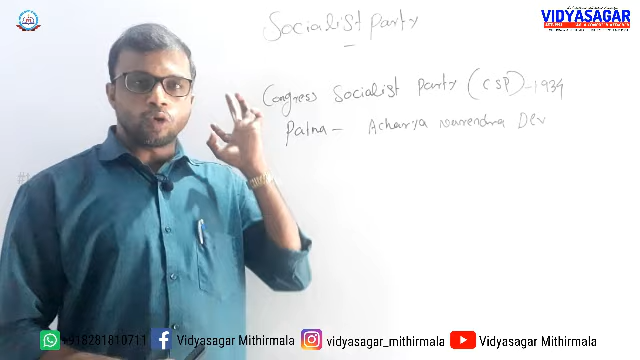 VIDYASAGAR
Socialist Party
Congress Socialist Party (CSP) - 1934
Patna - Acharya Narendra Dev
+918281810711 Vidyasagar Mithirmala vidyasagar_mithirmala Vidyasagar Mithirmala